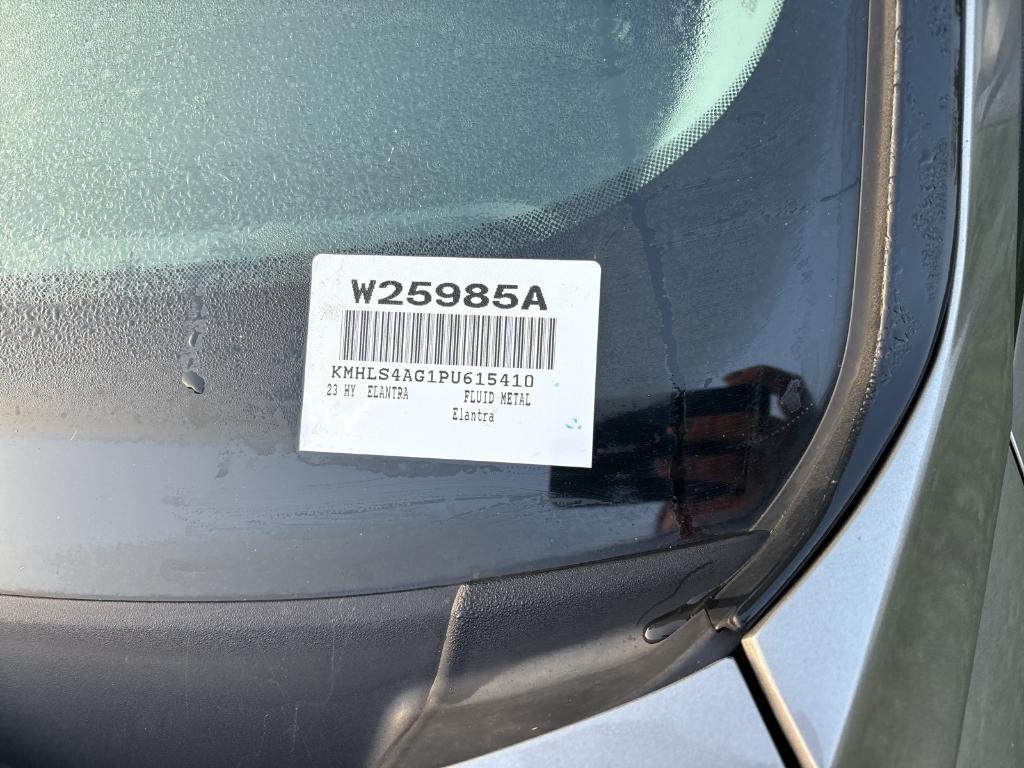 W25985A
KMHLS4AG1PU615410
23 HY ELANTRA FLUID METAL
Elantra